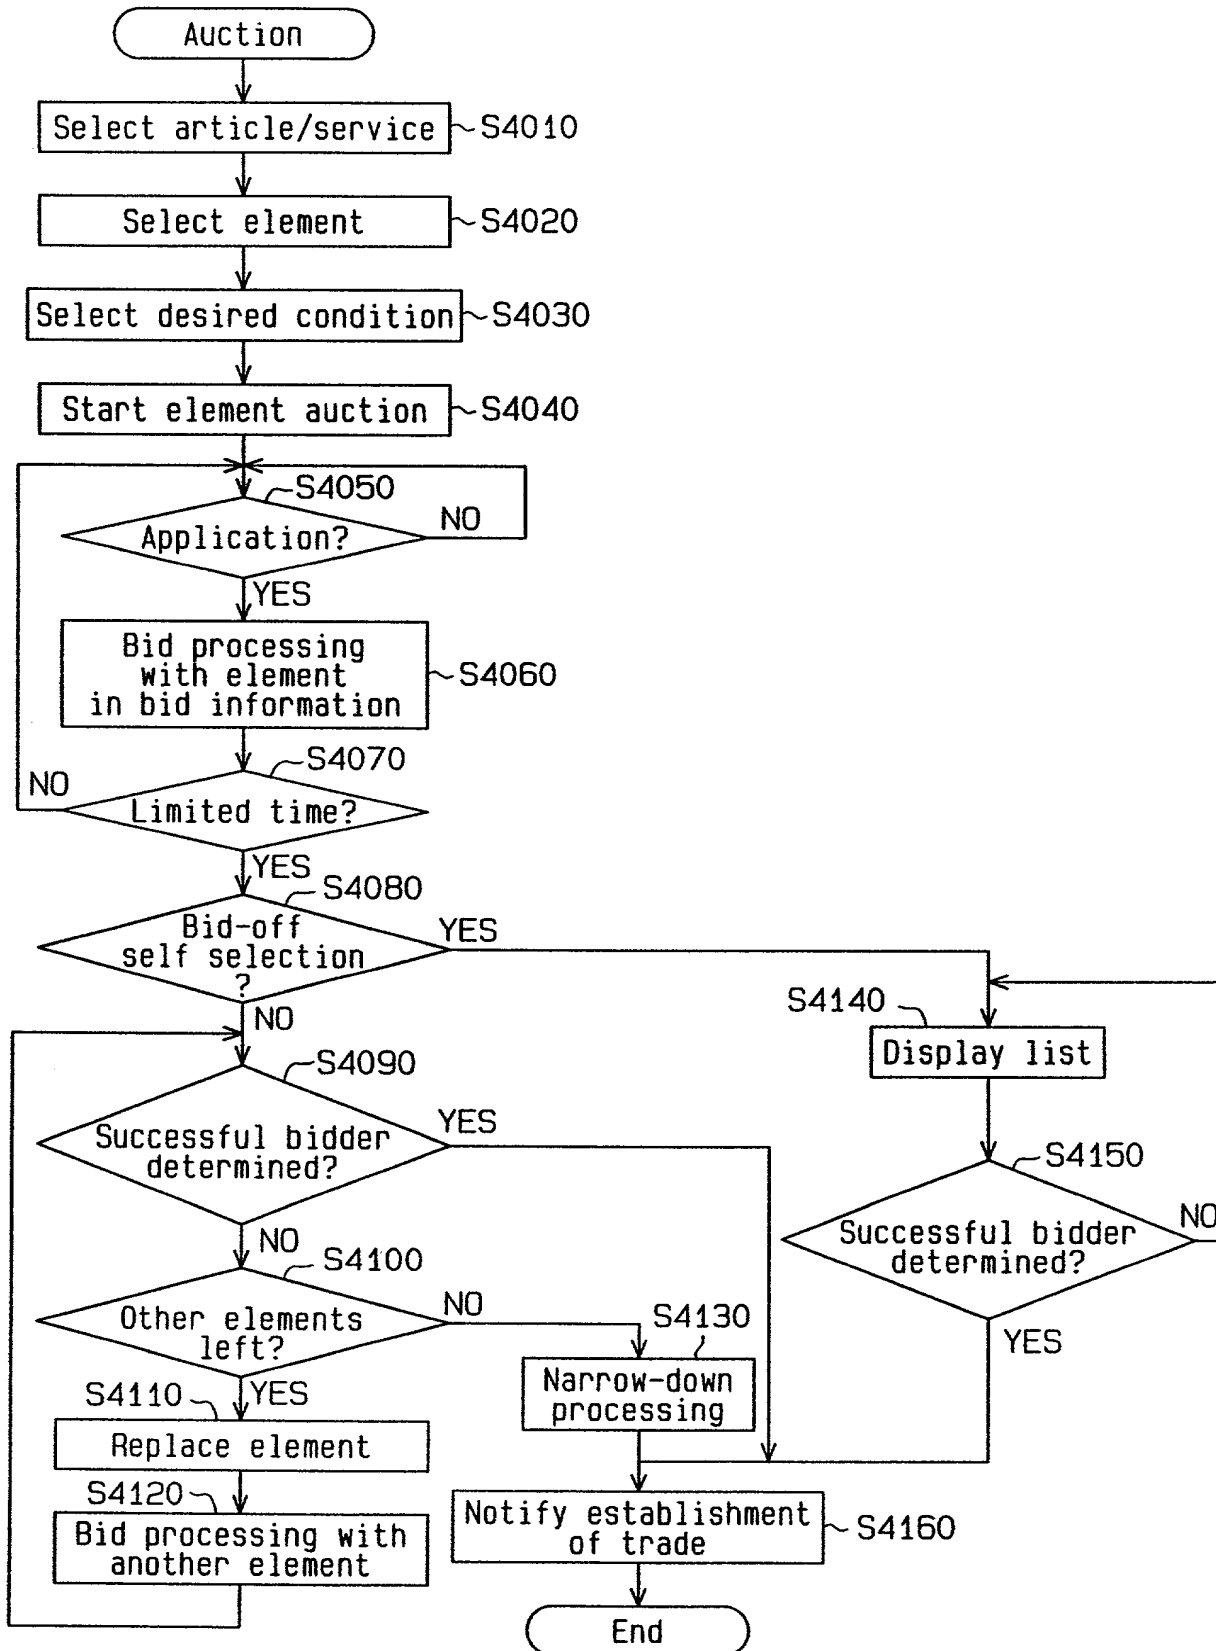 Auction
Select article/service
S4010
Select element
S4020
Select desired condition
S4030
Start element auction
S4040
S4050
Application?
NO
YES
Bid processing
with element
in bid information
S4060
S4070
NO
Limited time?
YES
S4080
Bid-off
self selection
?
YES
NO
S4140
Display list
S4090
Successful bidder
determined?
YES
S4150
Successful bidder
determined?
NO
YES
NO
S4100
Other elements
left?
NO
S4130
Narrow-down
processing
YES
S4110
Replace element
S4120
Bid processing with
another element
Notify establishment
of trade
S4160
End